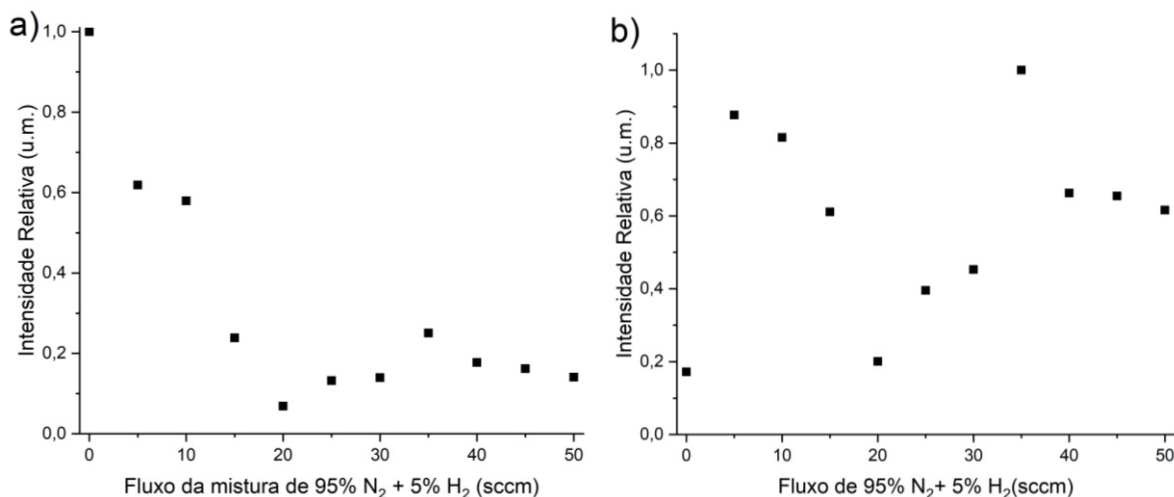 a)
Intensidade Relativa (u.m.)
1,0
0,8
0,6
0,4
0,2
0,0
0 10 20 30 40 50
Fluxo da mistura de 95% N₂ + 5% H₂ (sccm)
b)
Intensidade Relativa (u.m.)
1,0
0,8
0,6
0,4
0,2
0,0
0 10 20 30 40 50
Fluxo de 95% N₂+ 5% H₂(sccm)